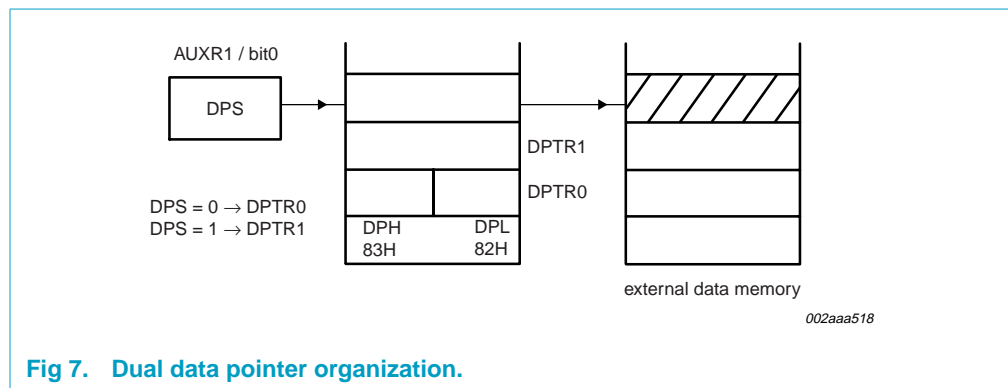 AUXR1 / bit0
DPS
DPTR1
DPTR0
DPS = 0 → DPTR0
DPS = 1 → DPTR1
DPH DPL
83H 82H
external data memory
002aaa518
Fig 7. Dual data pointer organization.